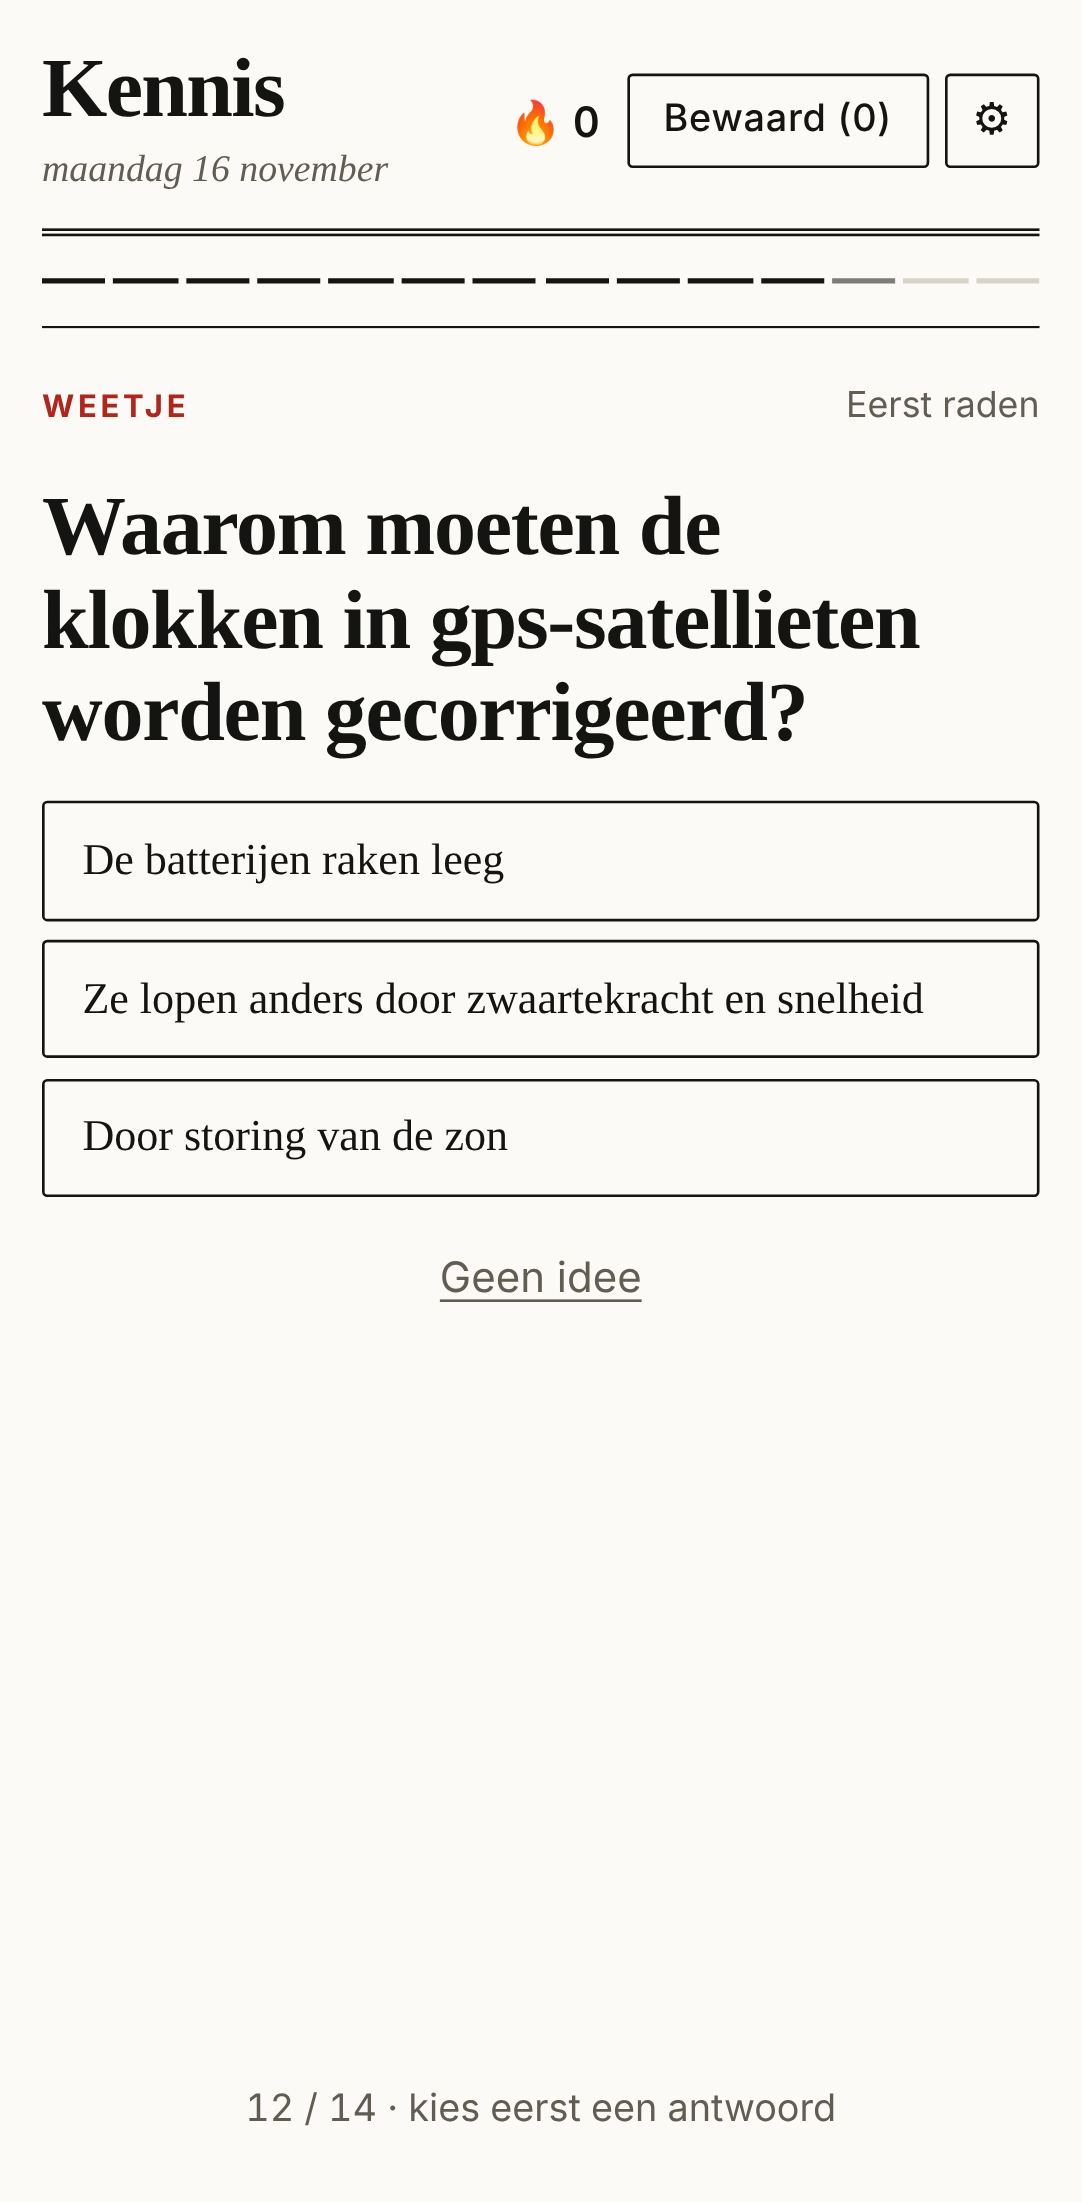 Kennis
maandag 16 november
🔥 0
Bewaard (0)
⚙
WEETJE
Eerst raden
Waarom moeten de
klokken in gps-satellieten
worden gecorrigeerd?
De batterijen raken leeg
Ze lopen anders door zwaartekracht en snelheid
Door storing van de zon
Geen idee
12 / 14 · kies eerst een antwoord